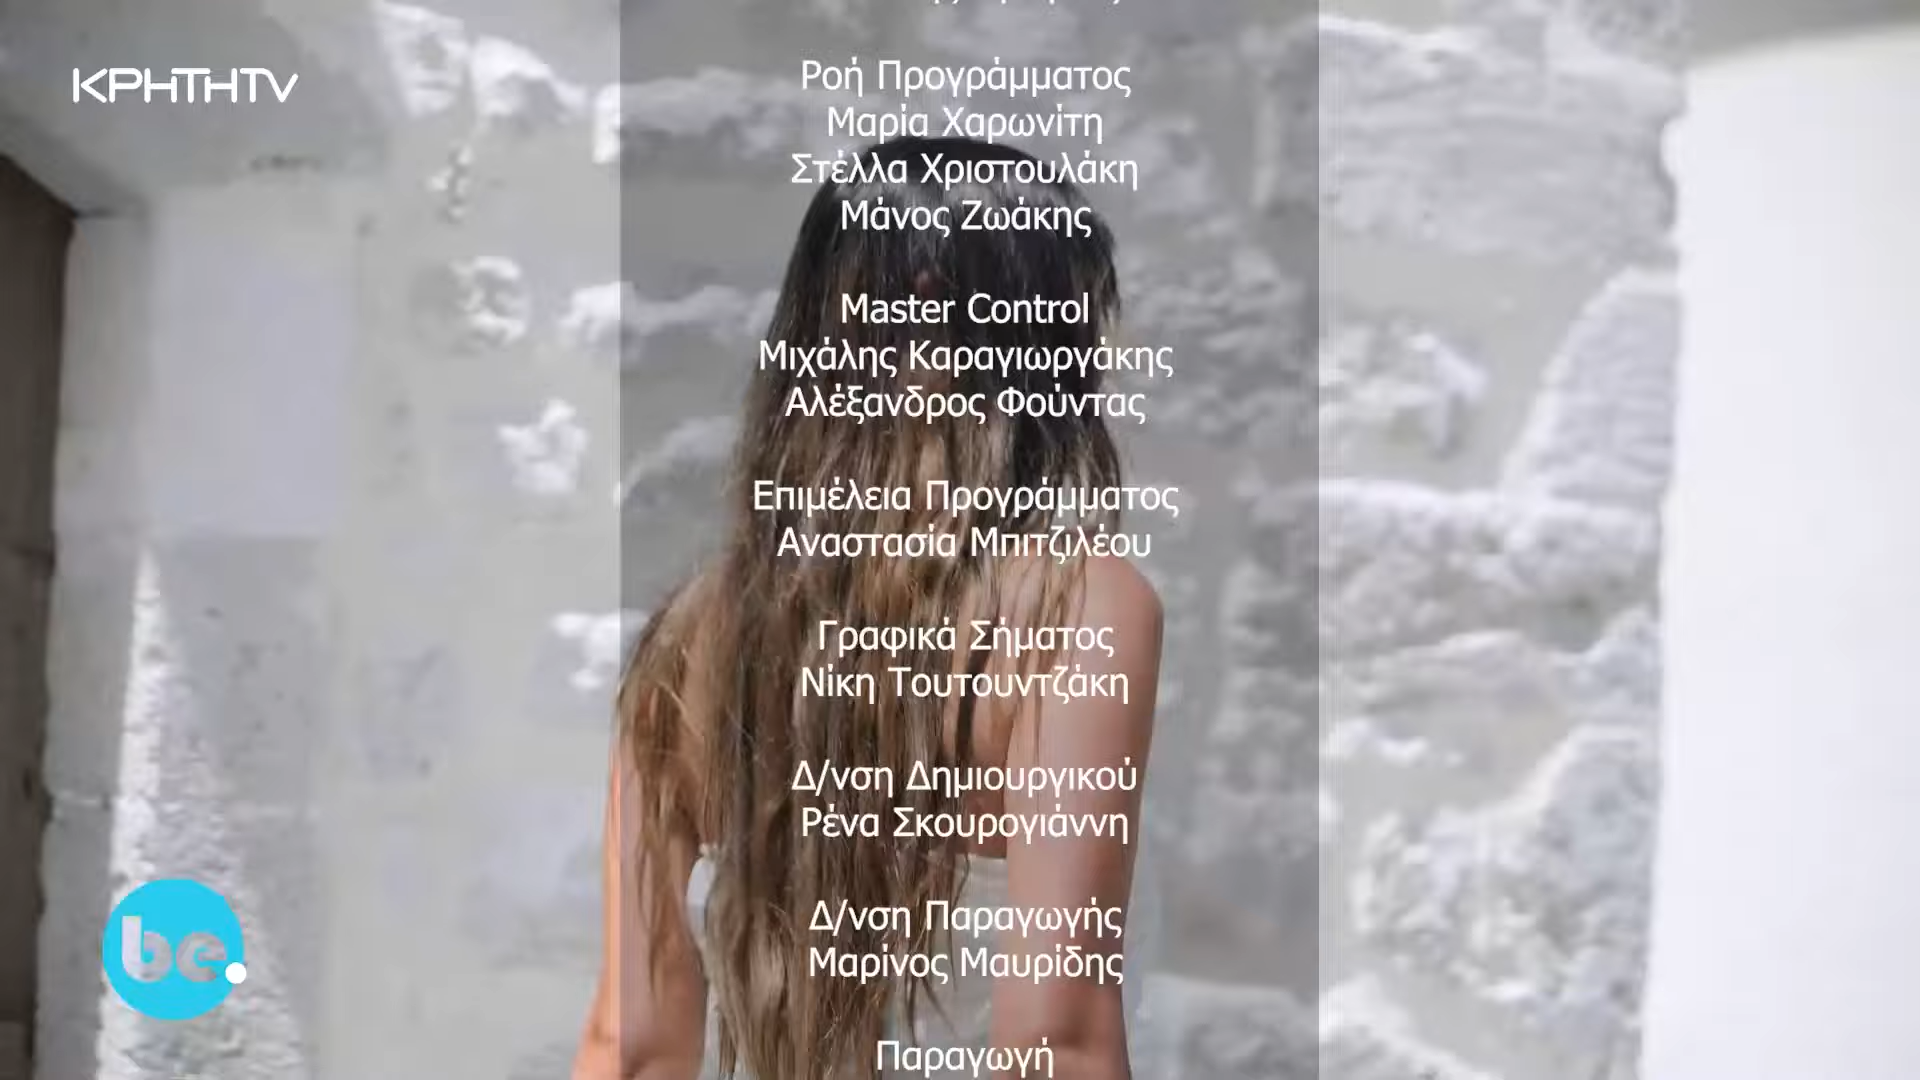 ΚΡΗΤΗTV
Ροή Προγράμματος
Μαρία Χαρωνίτη
Στέλλα Χριστουλάκη
Μάνος Ζωάκης
Master Control
Μιχάλης Καραγιωργάκης
Αλέξανδρος Φούντας
Επιμέλεια Προγράμματος
Αναστασία Μπιτζιλέου
Γραφικά Σήματος
Νίκη Τουτουντζάκη
Δ/νση Δημιουργικού
Ρένα Σκουρογιάννη
be.
Δ/νση Παραγωγής
Μαρίνος Μαυρίδης
Παραγωγή